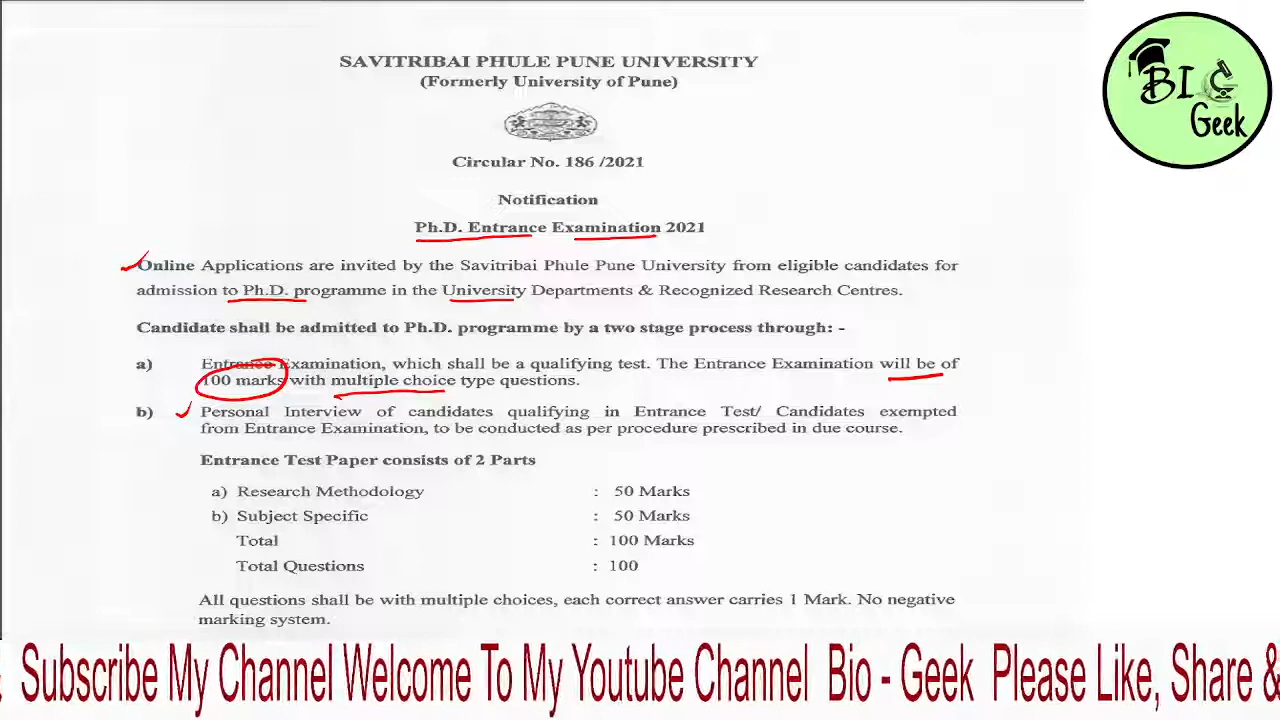 SAVITRIBAI PHULE PUNE UNIVERSITY
(Formerly University of Pune)
Circular No. 186 /2021
Notification
Ph.D. Entrance Examination 2021
Online Applications are invited by the Savitribai Phule Pune University from eligible candidates for
admission to Ph.D. programme in the University Departments & Recognized Research Centres.
Candidate shall be admitted to Ph.D. programme by a two stage process through: -
a) Entrance Examination, which shall be a qualifying test. The Entrance Examination will be of
100 marks with multiple choice type questions.
b) Personal Interview of candidates qualifying in Entrance Test/ Candidates exempted
from Entrance Examination, to be conducted as per procedure prescribed in due course.
Entrance Test Paper consists of 2 Parts
a) Research Methodology : 50 Marks
b) Subject Specific : 50 Marks
Total : 100 Marks
Total Questions : 100
All questions shall be with multiple choices, each correct answer carries 1 Mark. No negative
marking system.
BIO
Geek
Subscribe My Channel Welcome To My Youtube Channel Bio - Geek Please Like, Share &